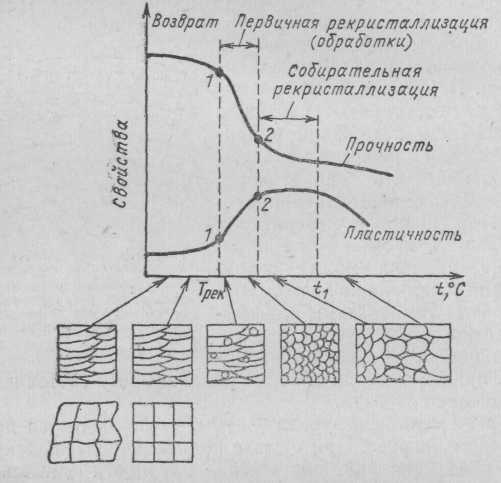 Возврат
Первичная рекристаллизация
(обработки)
Собирательная
рекристаллизация
Свойства
1
2
Прочность
1
2
Пластичность
Tрек
t₁
t,°C